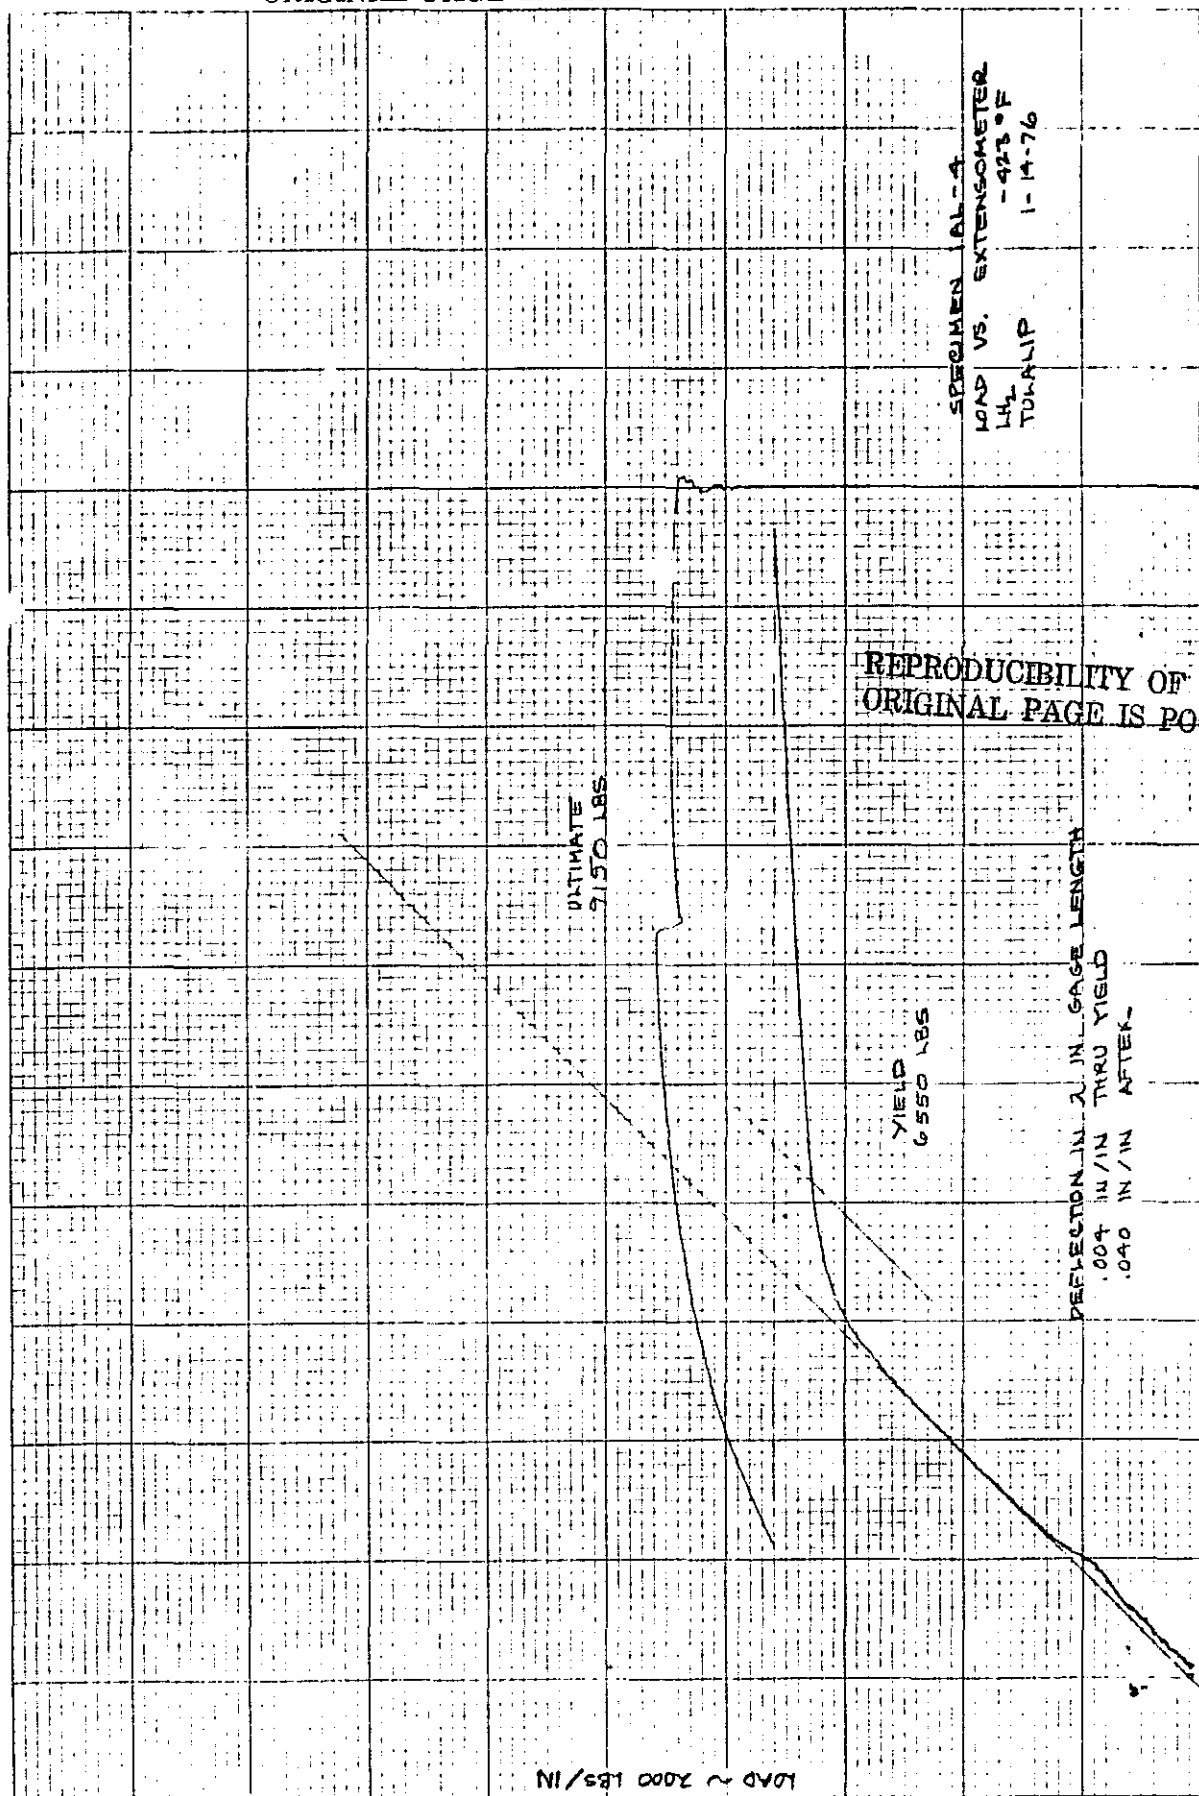 SPECIMEN 1AL-4
LOAD VS. EXTENSOMETER
LH2 -423 °F
1-14-76
REPRODUCIBILITY OF
ORIGINAL PAGE IS PO
ULTIMATE
9150 LBS
YIELD
6550 LBS
DEFLECTION IN 2 IN GAGE LENGTH
.004 IN/IN THRU YIELD
.040 IN/IN AFTER
LOAD ~ 2000 LBS/IN